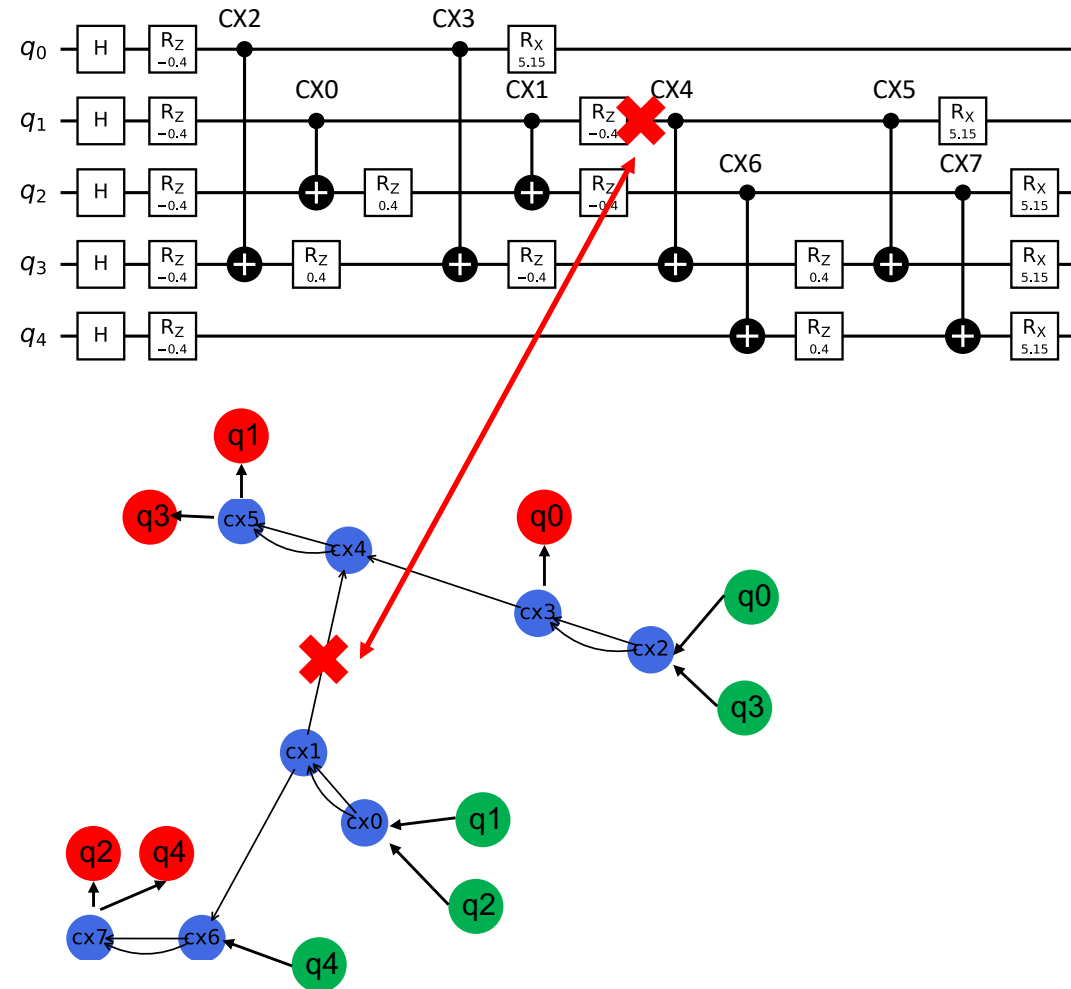 CX2 CX3
q0 H RZ -0.4 RX 5.15
CX0 CX1 CX4 CX5
q1 H RZ -0.4 RZ -0.4 RX 5.15
CX6 CX7
q2 H RZ -0.4 RZ 0.4 RZ -0.4 RX 5.15
q3 H RZ -0.4 RZ 0.4 RZ -0.4 RZ 0.4 RX 5.15
q4 H RZ -0.4 RZ 0.4 RX 5.15
q1
q3 cx5 q0
cx4
q0
cx3
cx2
q3
cx1
q1
cx0
q2 q4
q2
cx7 cx6
q4